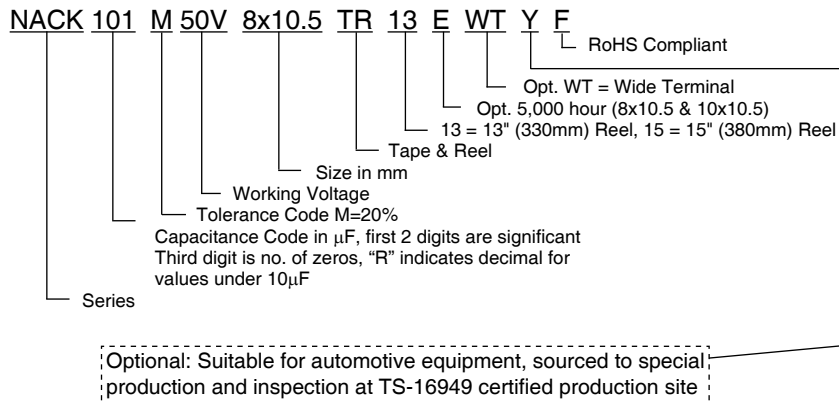 NACK 101 M 50V 8x10.5 TR 13 E WT Y F
RoHS Compliant
Opt. WT = Wide Terminal
Opt. 5,000 hour (8x10.5 & 10x10.5)
13 = 13" (330mm) Reel, 15 = 15" (380mm) Reel
Tape & Reel
Size in mm
Working Voltage
Tolerance Code M=20%
Capacitance Code in μF, first 2 digits are significant
Third digit is no. of zeros, “R” indicates decimal for
values under 10μF
Series
Optional: Suitable for automotive equipment, sourced to special
production and inspection at TS-16949 certified production site